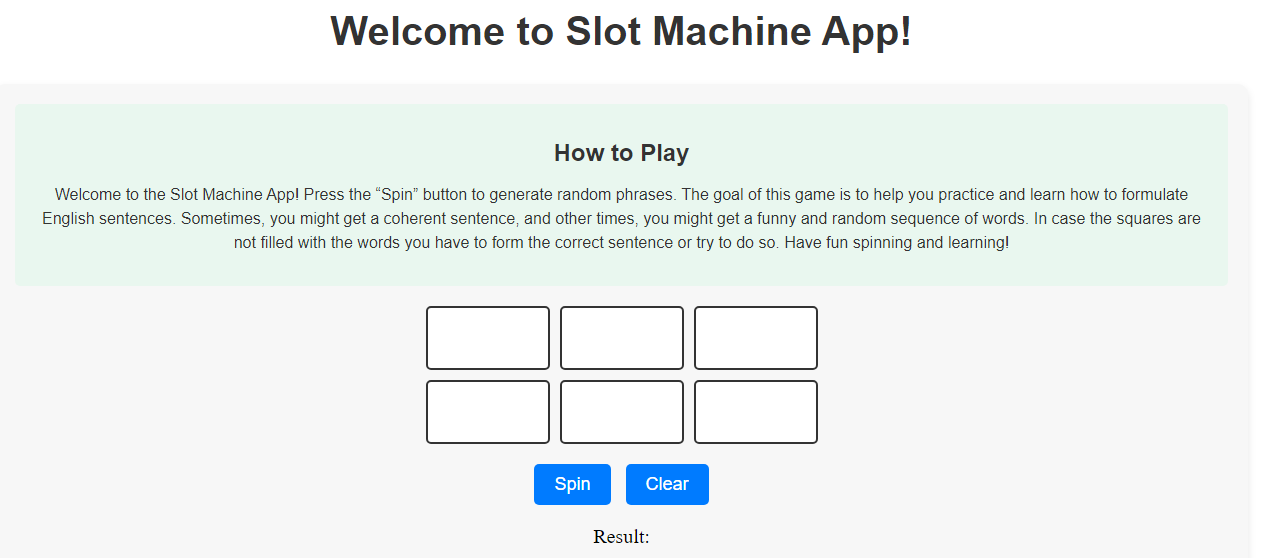 Welcome to Slot Machine App!
How to Play
Welcome to the Slot Machine App! Press the “Spin” button to generate random phrases. The goal of this game is to help you practice and learn how to formulate
English sentences. Sometimes, you might get a coherent sentence, and other times, you might get a funny and random sequence of words. In case the squares are
not filled with the words you have to form the correct sentence or try to do so. Have fun spinning and learning!
Spin Clear
Result: